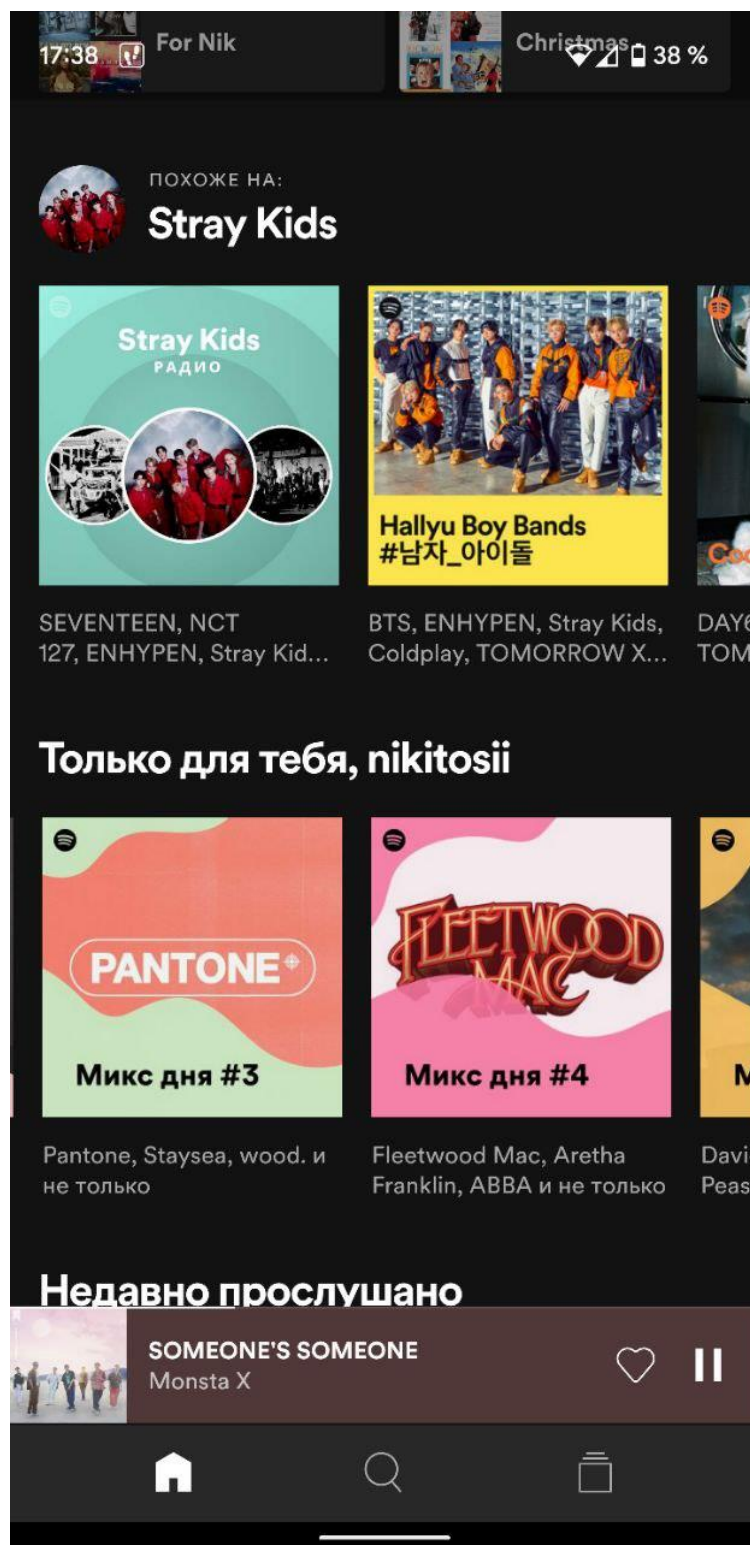 For Nik
Christmas
17:38
38 %
ПОХОЖЕ НА:
Stray Kids
Stray Kids
РАДИО
Hallyu Boy Bands
#남자_아이돌
SEVENTEEN, NCT
127, ENHYPEN, Stray Kid...
BTS, ENHYPEN, Stray Kids,
Coldplay, TOMORROW X...
Только для тебя, nikitosii
PANTONE
Микс дня #3
FLEETWOOD
MAC
Микс дня #4
Pantone, Staysea, wood. и
не только
Fleetwood Mac, Aretha
Franklin, ABBA и не только
Недавно прослушано
SOMEONE'S SOMEONE
Monsta X